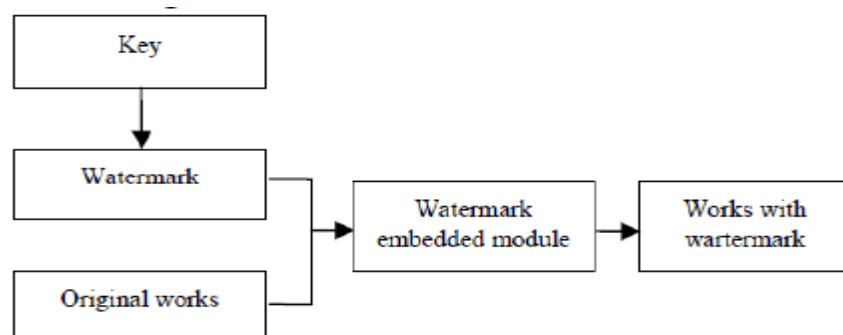 Key
Watermark
Original works
Watermark
embedded module
Works with
wartermark